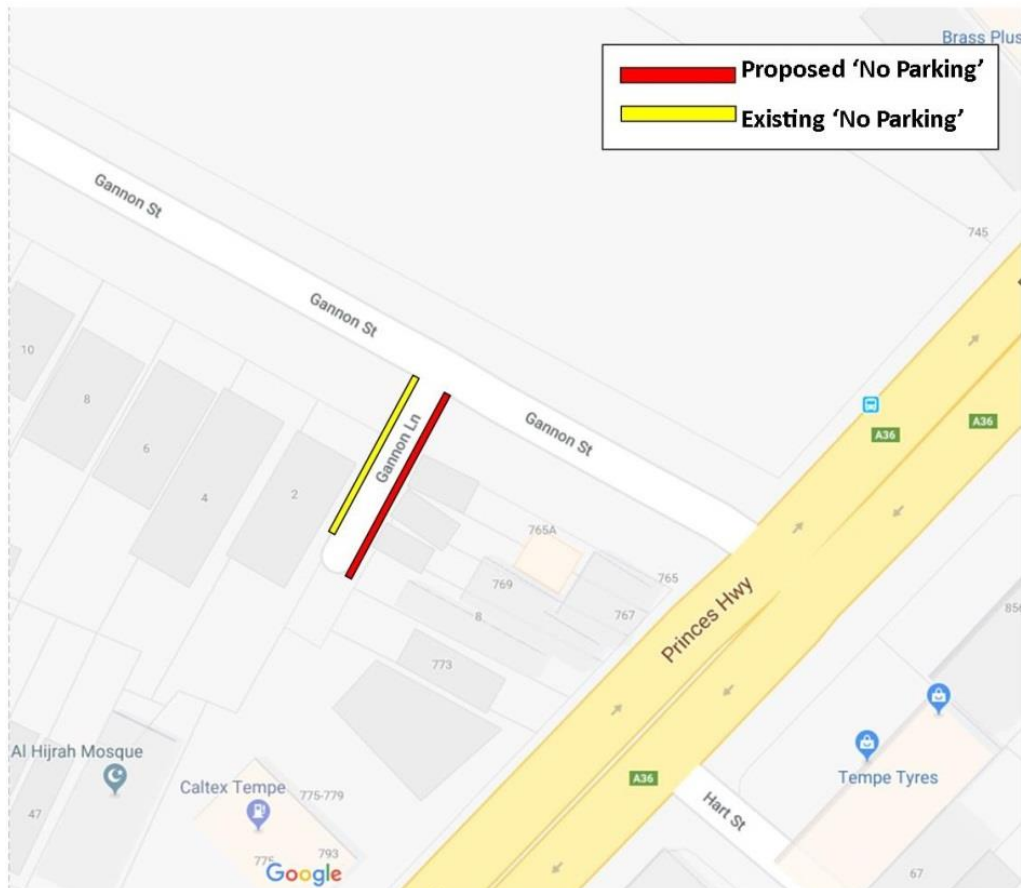 Brass Plus
Proposed ‘No Parking’
Existing ‘No Parking’
Gannon St
745
Gannon St
10
8
A36
A36
Gannon St
Gannon Ln
6
2
4
765A
765
769
856
8
767
Princes Hwy
773
Al Hijrah Mosque
Tempe Tyres
A36
Caltex Tempe
775-779
Hart St
47
793
775
Google
67